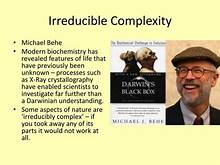 Irreducible Complexity
• Michael Behe
• Modern biochemistry has
revealed features of life that
have previously been
unknown – processes such
as X-Ray crystallography
have enabled scientists to
investigate far further than
a Darwinian understanding.
• Some aspects of nature are
'irreducibly complex' – if
you took away any of its
parts it would not work at
all.
The Biochemical Challenge to Evolution
DARWIN'S
BLACK BOX
MICHAEL J. BEHE